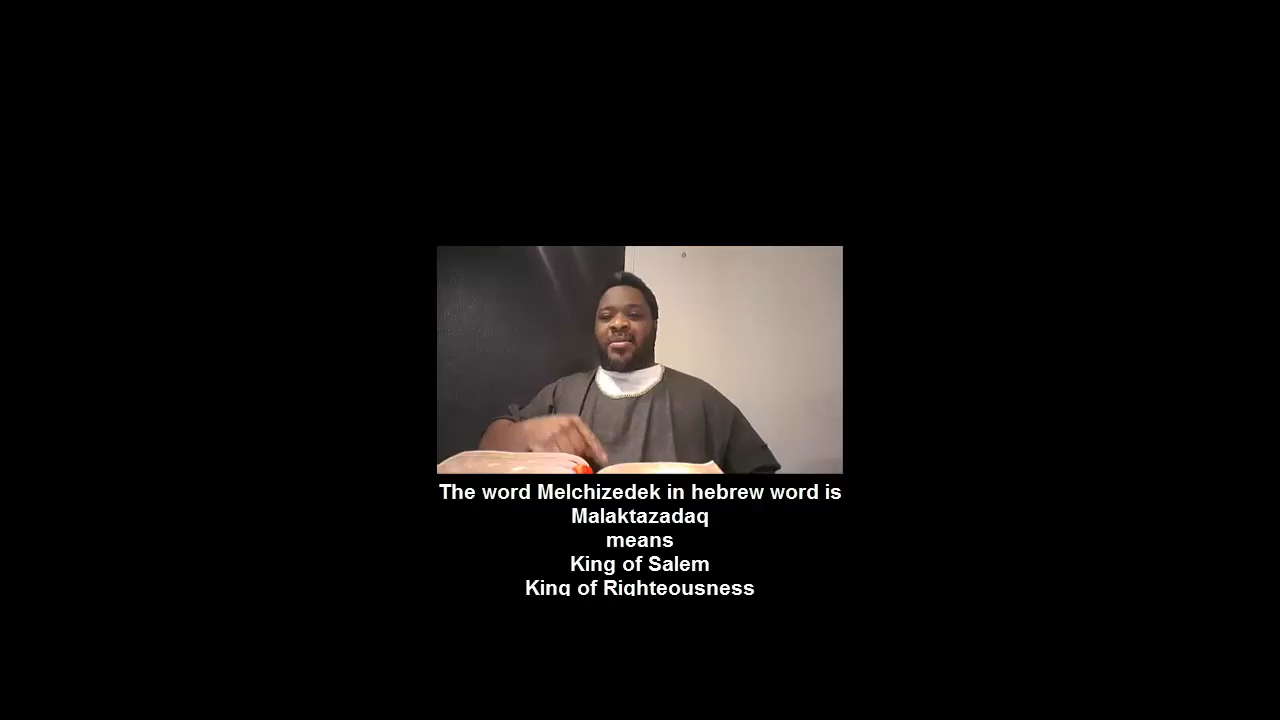 The word Melchizedek in hebrew word is
Malaktazadaq
means
King of Salem
King of Righteousness